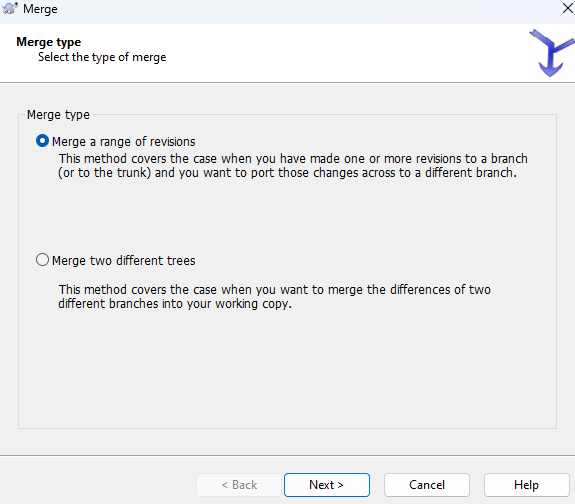 Merge
Merge type
Select the type of merge
Merge type
Merge a range of revisions
This method covers the case when you have made one or more revisions to a branch
(or to the trunk) and you want to port those changes across to a different branch.
Merge two different trees
This method covers the case when you want to merge the differences of two
different branches into your working copy.
< Back
Next >
Cancel
Help